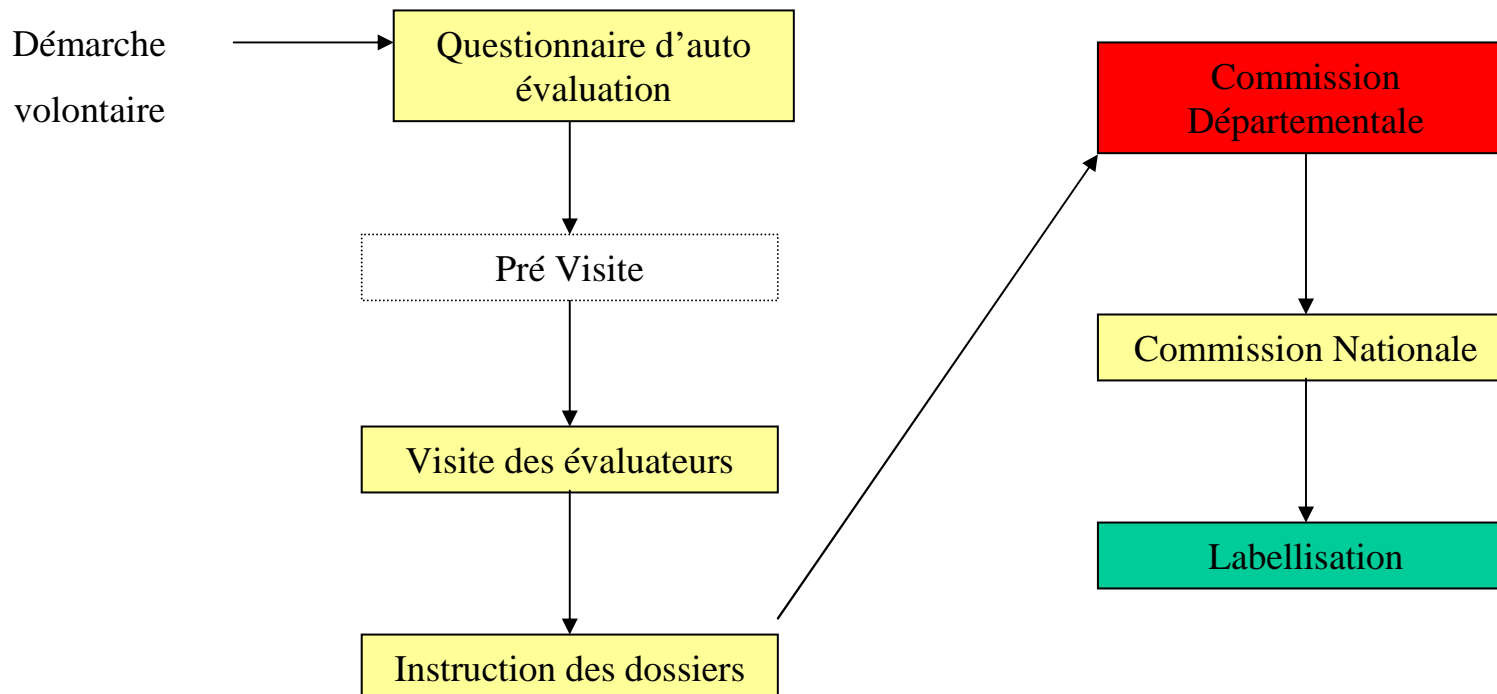 Démarche
volontaire
Questionnaire d’auto
évaluation
Pré Visite
Visite des évaluateurs
Instruction des dossiers
Commission
Départementale
Commission Nationale
Labellisation